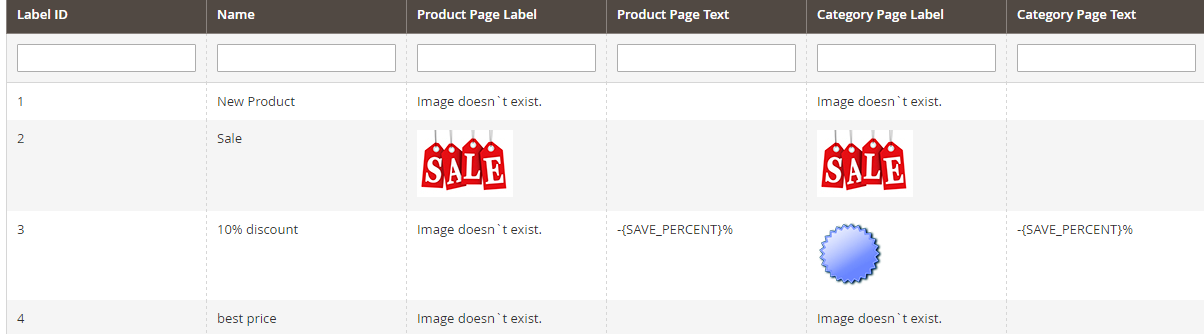 Label ID Name Product Page Label Product Page Text Category Page Label Category Page Text
1 New Product Image doesn`t exist. Image doesn`t exist.
2 Sale SALE SALE
3 10% discount Image doesn`t exist. -{SAVE_PERCENT}% -{SAVE_PERCENT}%
4 best price Image doesn`t exist. Image doesn`t exist.